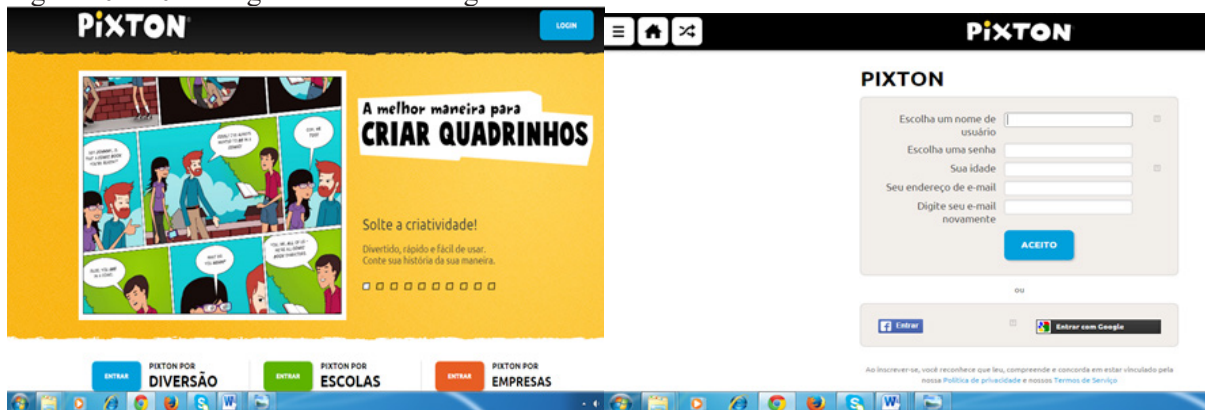 PiXTON
LOGIN
A melhor maneira para
CRIAR QUADRINHOS
Solte a criatividade!
Divertido, rápido e fácil de usar.
Conte sua história da sua maneira.
ENTRAR
PIXTON POR
DIVERSÃO
ENTRAR
PIXTON POR
ESCOLAS
ENTRAR
PIXTON POR
EMPRESAS
PiXTON
PIXTON
Escolha um nome de
usuário
Escolha uma senha
Sua idade
Seu endereço de e-mail
Digite seu e-mail
novamente
ACEITO
ou
Entrar
Entrar com Google
Ao inscrever-se, você reconhece que leu, compreende e concorda em estar vinculado pela
nossa Política de privacidade e nossos Termos de Serviço